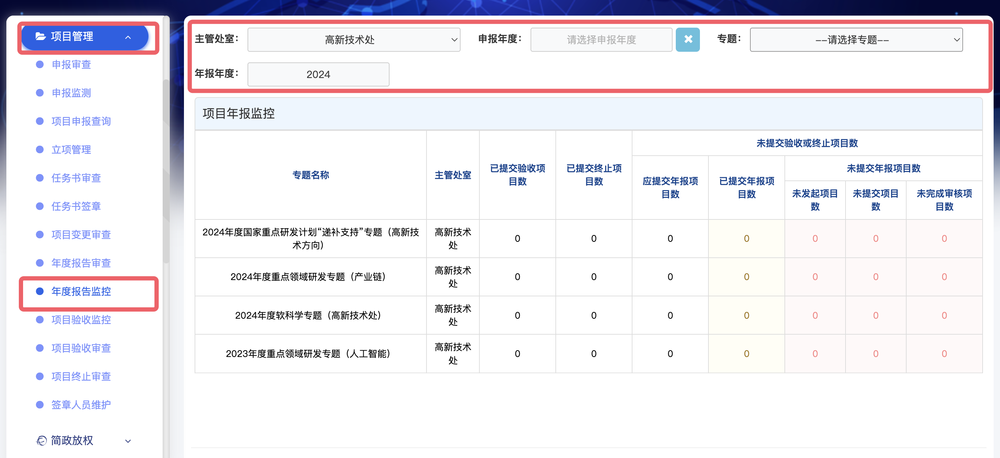 项目管理
申报审查
申报监测
项目申报查询
立项管理
任务书审查
任务书签章
项目变更审查
年度报告审查
年度报告监控
项目验收监控
项目验收审查
项目终止审查
签章人员维护
简政放权
主管处室： 高新技术处 申报年度： 请选择申报年度 专题： --请选择专题--
年报年度： 2024
项目年报监控
专题名称 主管处室 已提交验收项目数 已提交终止项目数 未提交验收或终止项目数
应提交年报项目数 已提交年报项目数 未提交年报项目数
未发起项目数 未提交项目数 未完成审核项目数
2024年度国家重点研发计划“递补支持”专题（高新技术方向） 高新技术处 0 0 0 0 0 0 0
2024年度重点领域研发专题（产业链） 高新技术处 0 0 0 0 0 0 0
2024年度软科学专题（高新技术处） 高新技术处 0 0 0 0 0 0 0
2023年度重点领域研发专题（人工智能） 高新技术处 0 0 0 0 0 0 0